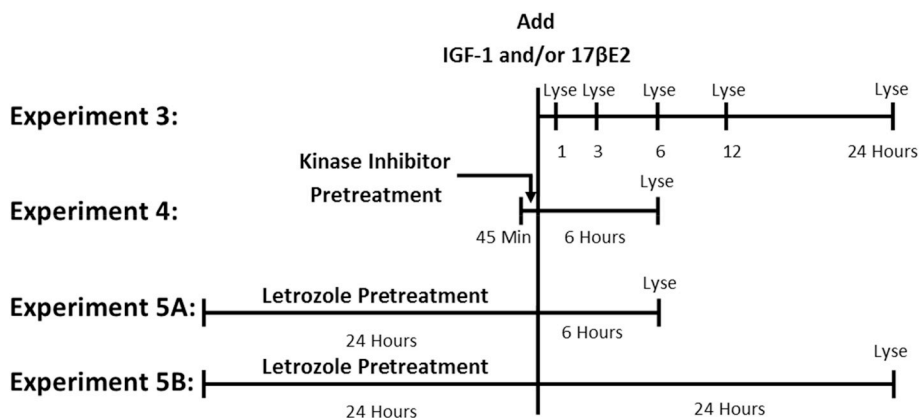 Add
IGF-1 and/or 17βE2
Experiment 3:
Lyse Lyse Lyse Lyse Lyse
1 3 6 12 24 Hours
Kinase Inhibitor
Pretreatment
Experiment 4:
Lyse
45 Min 6 Hours
Experiment 5A:
Letrozole Pretreatment
Lyse
24 Hours 6 Hours
Experiment 5B:
Letrozole Pretreatment
Lyse
24 Hours 24 Hours